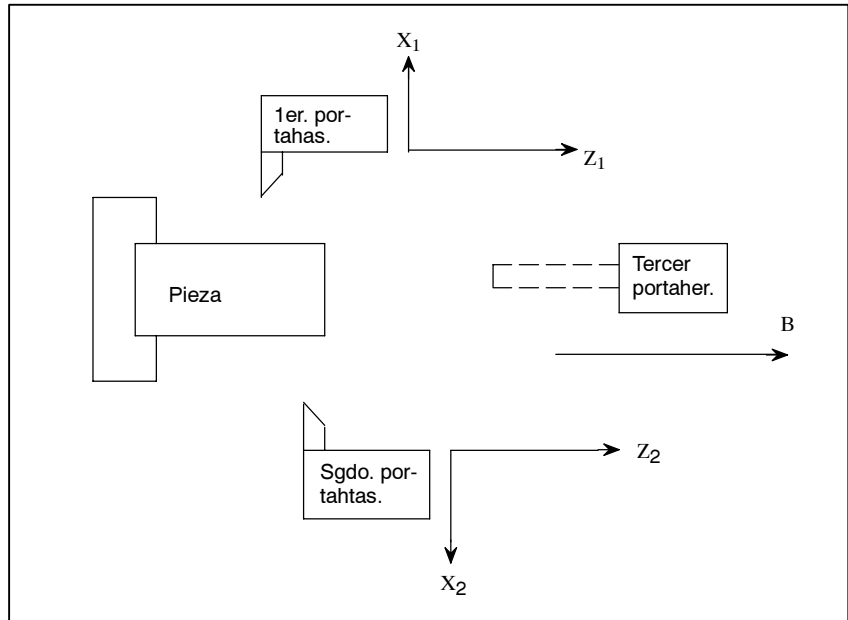 X1
1er. por-
tahas.
Z1
Tercer
portaher.
Pieza
B
Sgdo. por-
tahtas.
Z2
X2